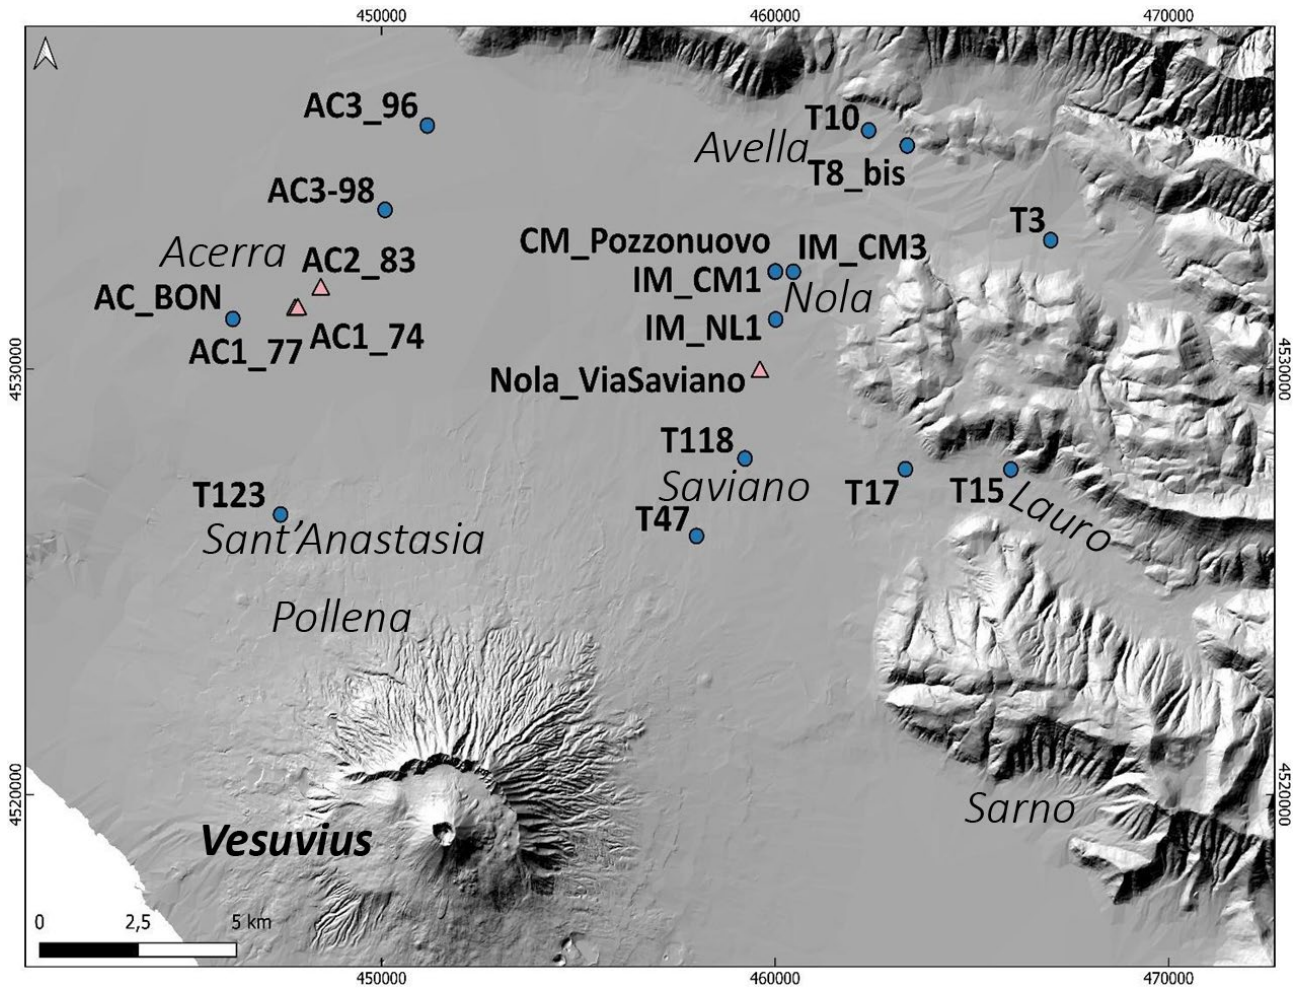 450000
460000
470000
AC3_96
T10
Avella
T8_bis
AC3-98
T3
CM_Pozzonuovo
IM_CM3
Acerra
AC2_83
IM_CM1
Nola
AC_BON
IM_NL1
AC1_77
AC1_74
4530000
4530000
Nola_ViaSaviano
T118
Saviano
T17
T15
Lauro
T123
T47
Sant'Anastasia
Pollena
4520000
4520000
Sarno
Vesuvius
0
2,5
5 km
450000
460000
470000